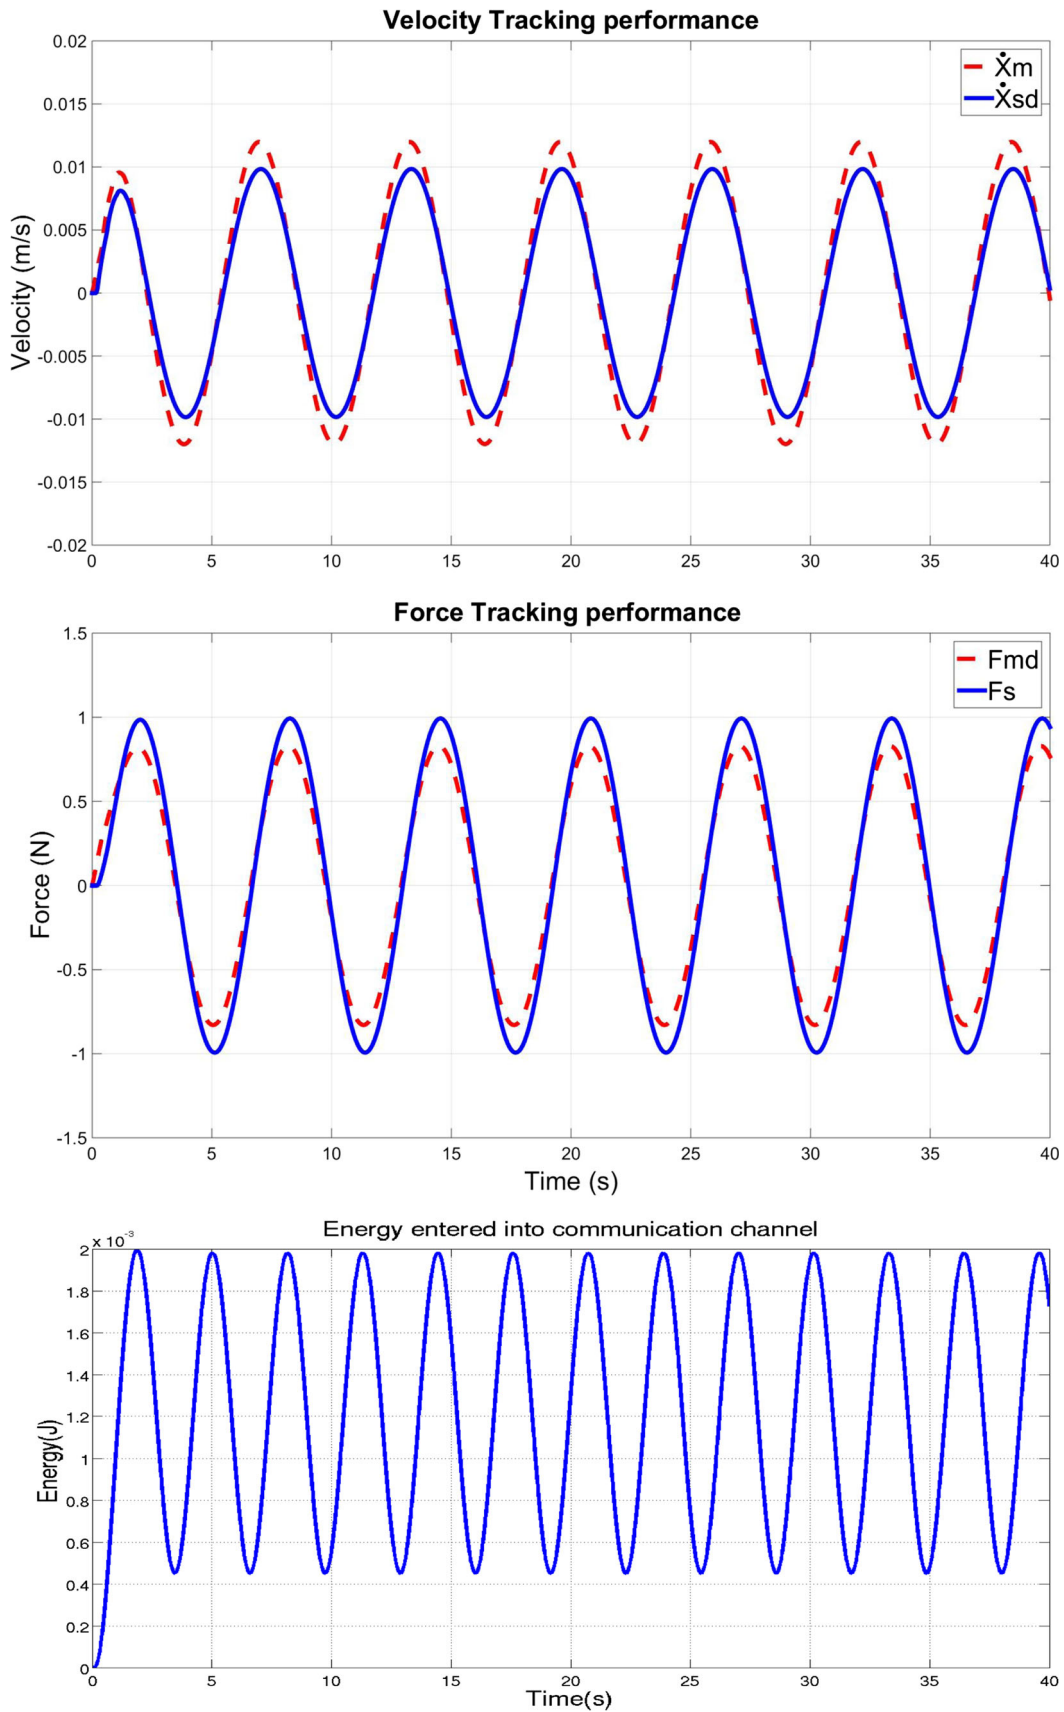 Velocity Tracking performance
0.02
0.015
0.01
0.005
0
-0.005
-0.01
-0.015
-0.02
Velocity (m/s)
Ẋm
Ẋsd
0 5 10 15 20 25 30 35 40
Force Tracking performance
1.5
1
0.5
0
-0.5
-1
-1.5
Force (N)
Fmd
Fs
0 5 10 15 20 25 30 35 40
Time (s)
Energy entered into communication channel
x 10⁻³
2
1.8
1.6
1.4
1.2
1
0.8
0.6
0.4
0.2
0
Energy(J)
0 5 10 15 20 25 30 35 40
Time(s)